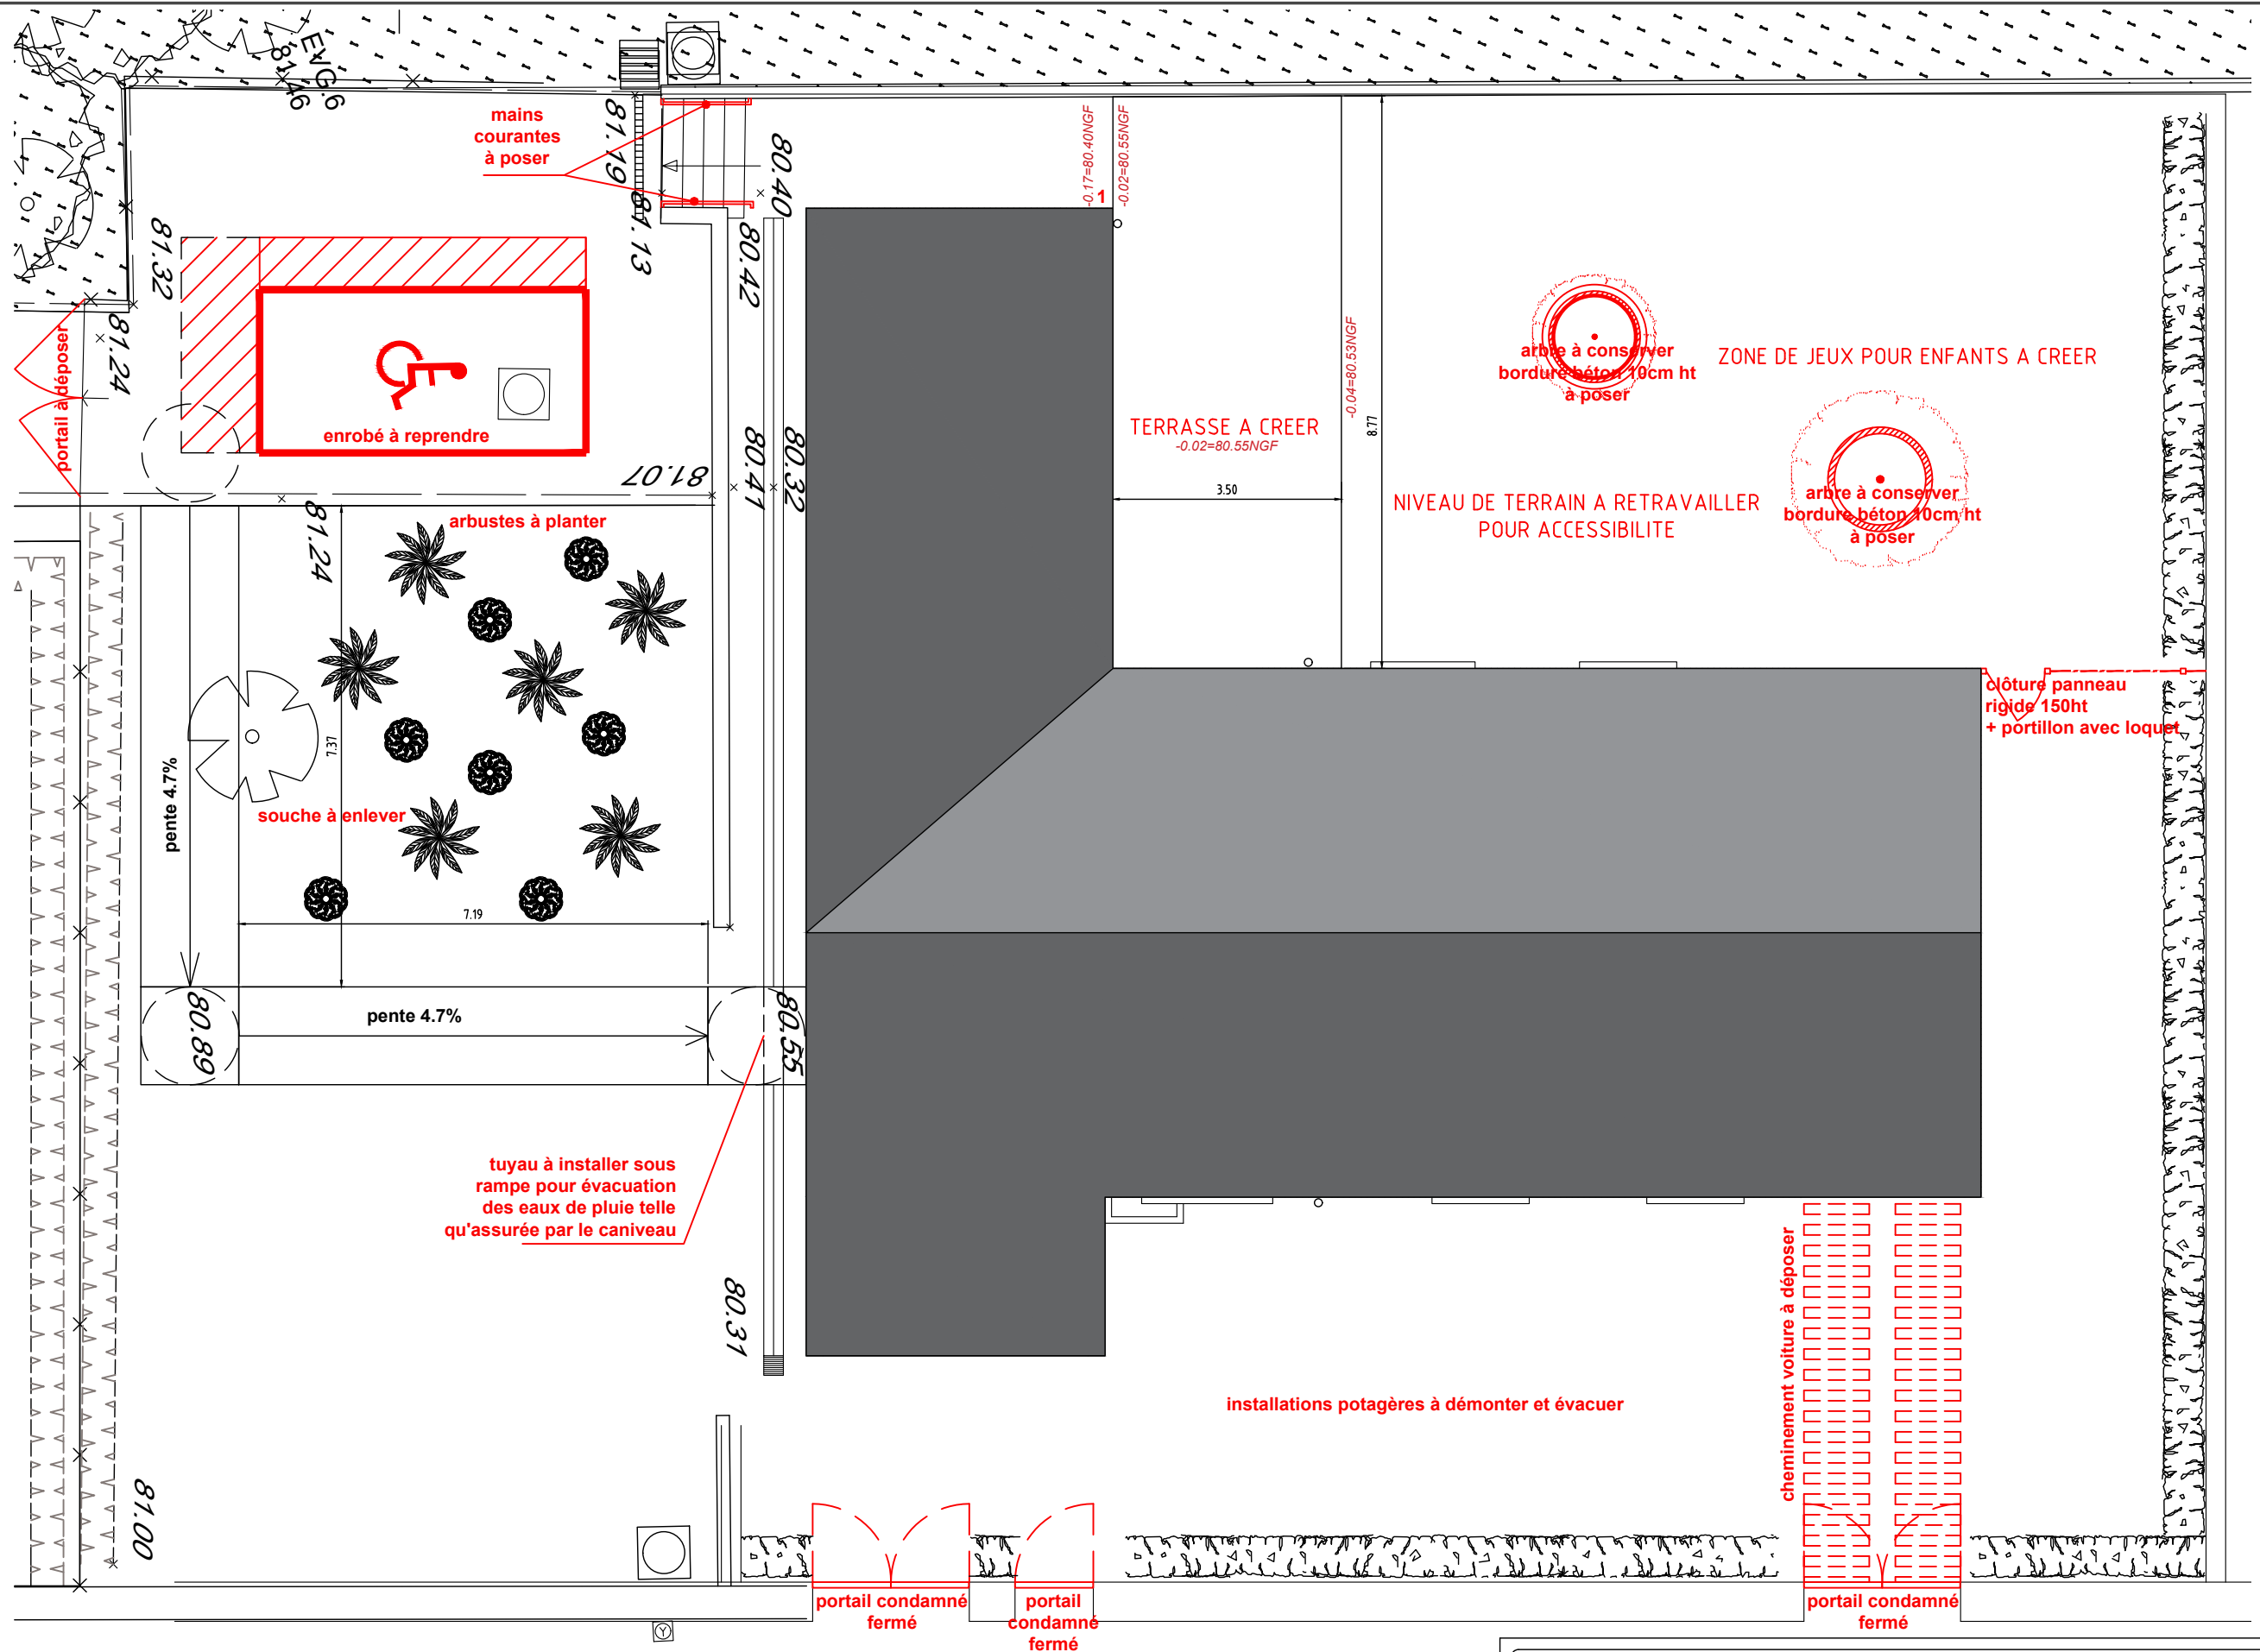 EVG.6
81.46
mains
courantes
à poser
81.19
81.13
80.40
80.42
-0.17=80.40NGF
1
-0.02=80.55NGF
81.32
81.24
portail à déposer
enrobé à reprendre
81.07
80.41
80.32
TERRASSE A CREER
-0.02=80.55NGF
3.50
-0.04=80.53NGF
8.77
arbre à conserver
bordure béton 10cm ht
à poser
ZONE DE JEUX POUR ENFANTS A CREER
NIVEAU DE TERRAIN A RETRAVAILLER
POUR ACCESSIBILITE
arbre à conserver
bordure béton 10cm ht
à poser
81.24
arbustes à planter
7.37
pente 4.7%
souche à enlever
7.19
clôture panneau
rigide 150ht
+ portillon avec loquet
80.89
pente 4.7%
80.55
tuyau à installer sous
rampe pour évacuation
des eaux de pluie telle
qu'assurée par le caniveau
80.31
cheminement voiture à déposer
installations potagères à démonter et évacuer
81.00
portail condamné
fermé
portail
condamné
fermé
portail condamné
fermé
Y